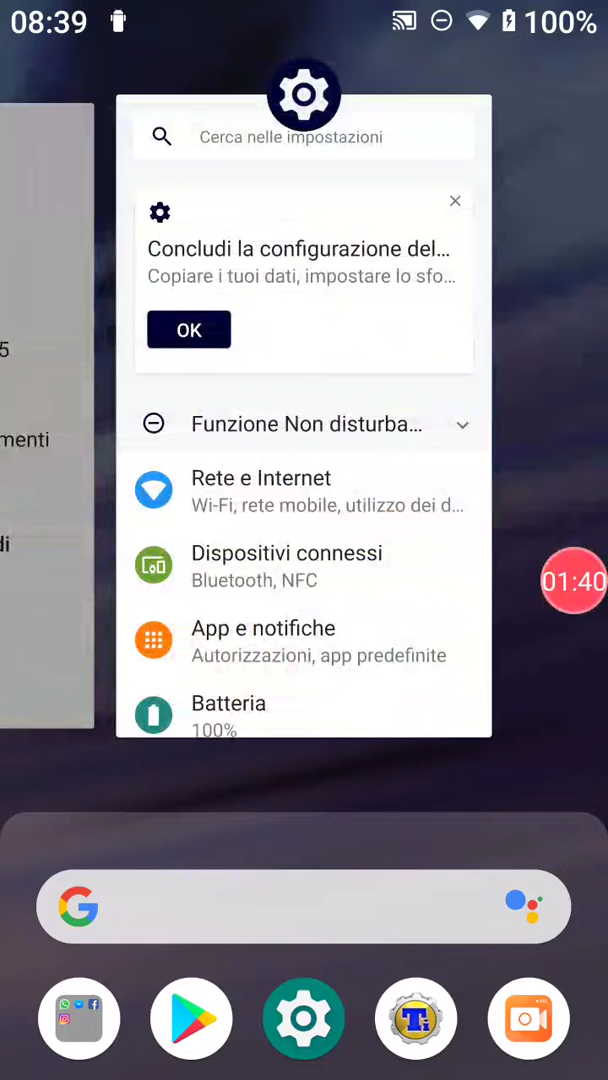 08:39
100%
Cerca nelle impostazioni
Concludi la configurazione del...
Copiare i tuoi dati, impostare lo sfo...
OK
5
Funzione Non disturba...
menti
Rete e Internet
Wi-Fi, rete mobile, utilizzo dei d...
di
Dispositivi connessi
Bluetooth, NFC
01:40
App e notifiche
Autorizzazioni, app predefinite
Batteria
100%
G
Ti